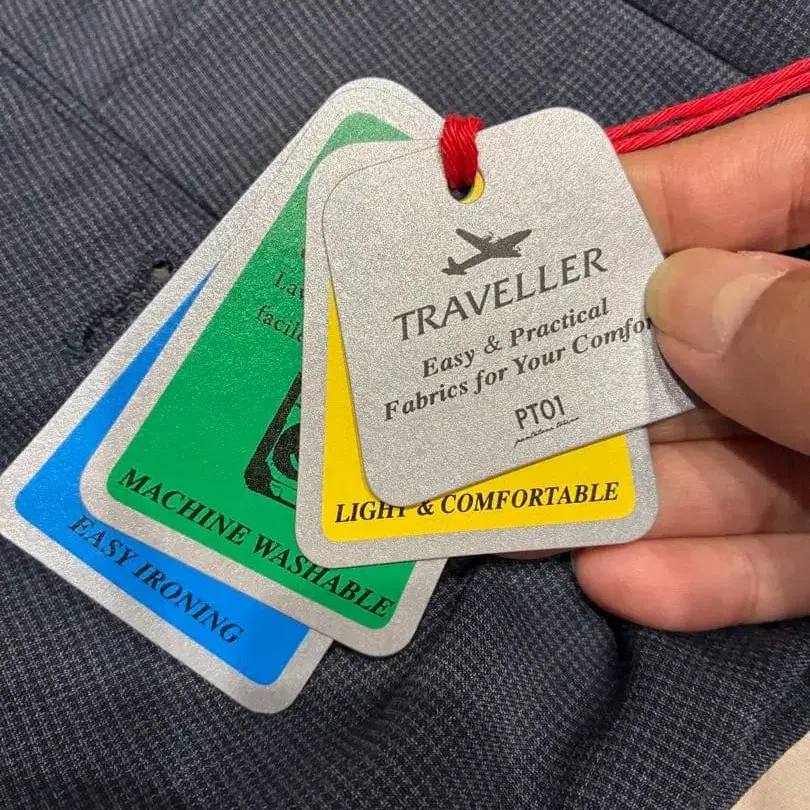 TRAVELLER
Easy & Practical
Fabrics for Your Comfor
PT01
LIGHT & COMFORTABLE
MACHINE WASHABLE
EASY IRONING